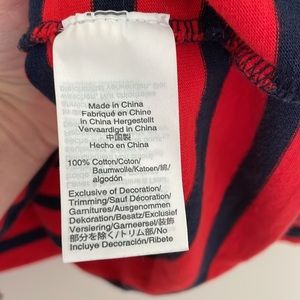 Made in China
Fabriqué en Chine
in China Hergestellt
Vervaardigd in China
中国製
Hecho en China
100% Cotton/Coton/
Baumwolle/Katoen/綿/
algodón
Exclusive of Decoration/
Trimming/Sauf Décoration/
Garnitures/Ausgenommen
Dekoration/Besatz/Exclusief
Versiering/Garneersel/装飾
部分を除く/トリム部/No
Incluye Decoración/Ribete